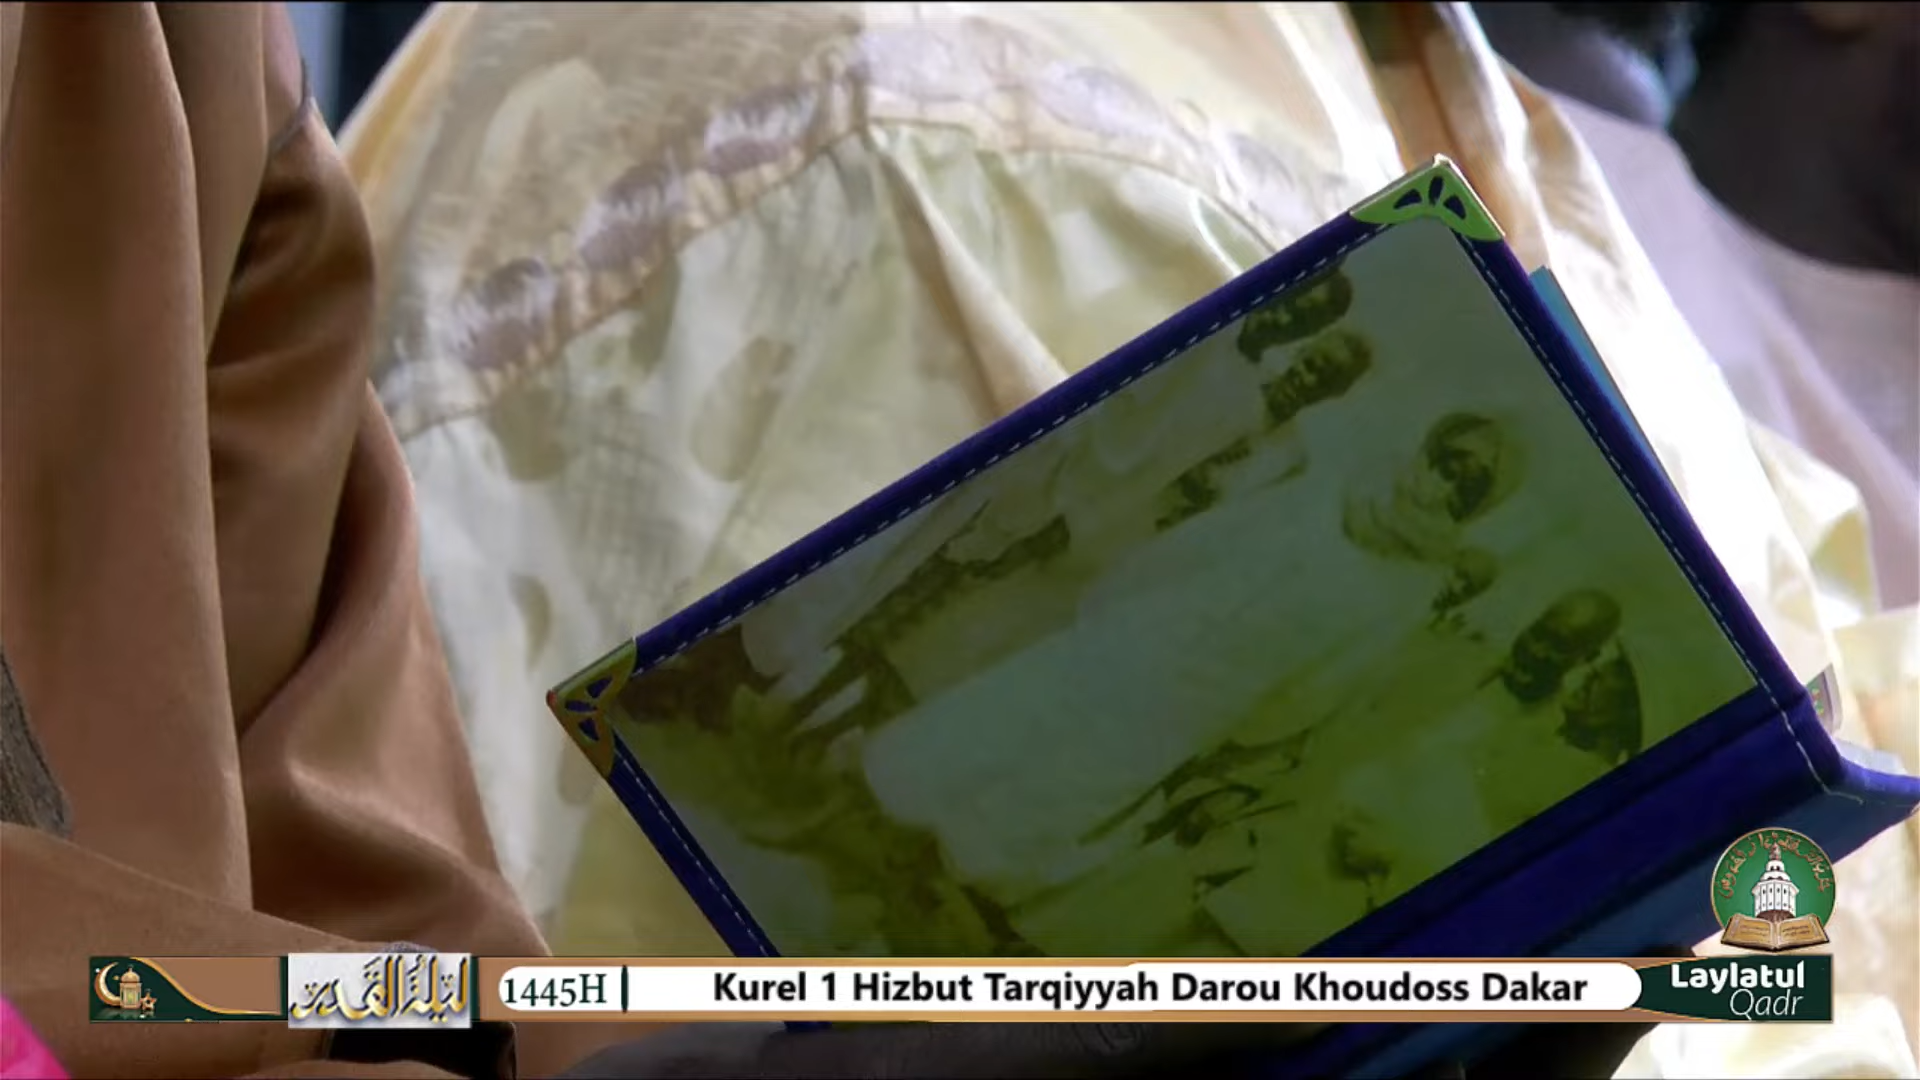 ليلة القدر
1445H
Kurel 1 Hizbut Tarqiyyah Darou Khoudoss Dakar
Laylatul
Qadr